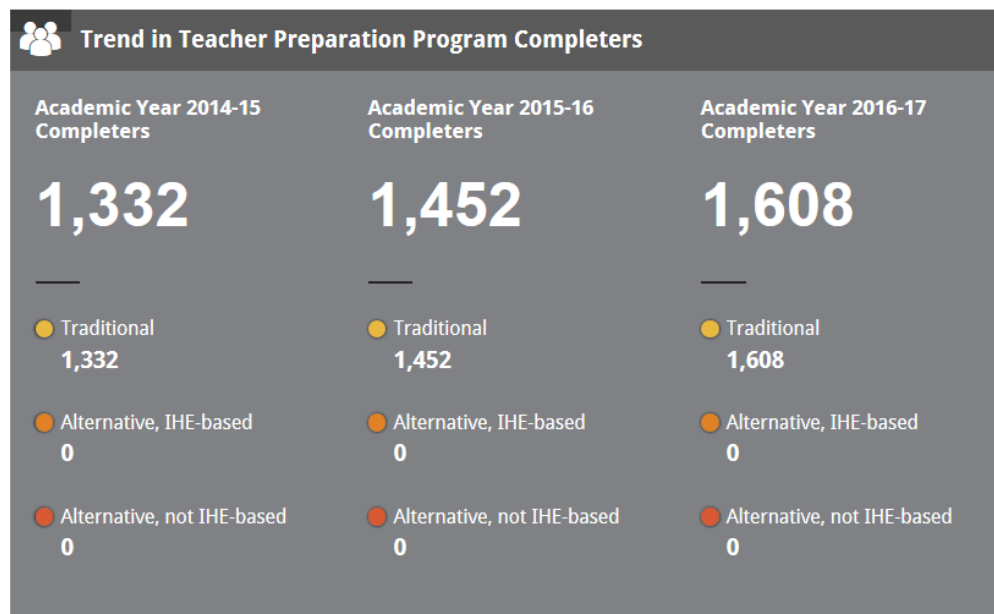 Trend in Teacher Preparation Program Completers
Academic Year 2014-15
Completers
1,332
Traditional
1,332
Alternative, IHE-based
0
Alternative, not IHE-based
0
Academic Year 2015-16
Completers
1,452
Traditional
1,452
Alternative, IHE-based
0
Alternative, not IHE-based
0
Academic Year 2016-17
Completers
1,608
Traditional
1,608
Alternative, IHE-based
0
Alternative, not IHE-based
0